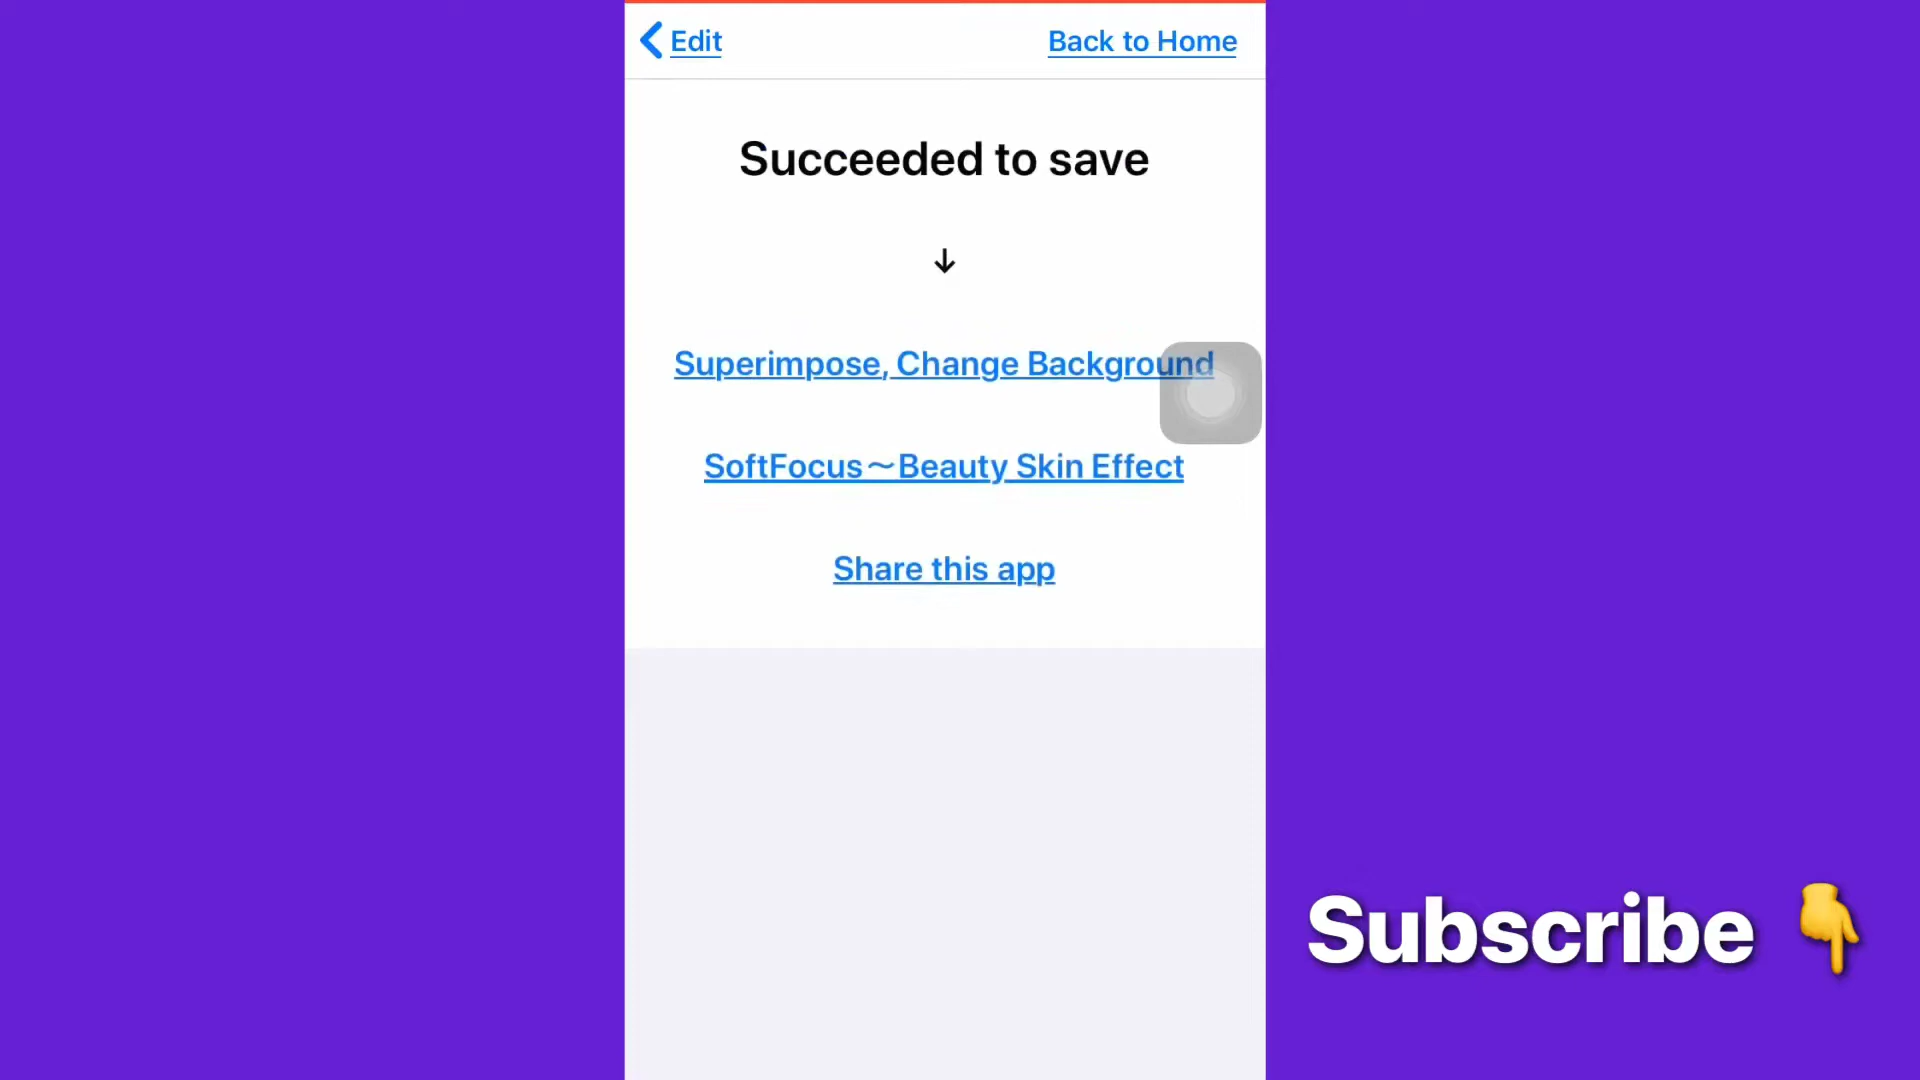 Edit
Back to Home
Succeeded to save
↓
Superimpose, Change Background
SoftFocus〜Beauty Skin Effect
Share this app
Subscribe 👇